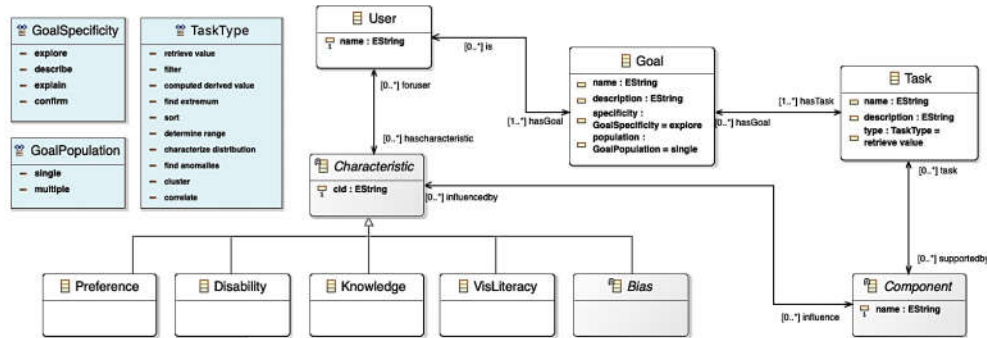 GoalSpecificity
explore
describe
explain
confirm
GoalPopulation
single
multiple
TaskType
retrieve value
filter
computed derived value
find extremum
sort
determine range
characterize distribution
find anomalies
cluster
correlate
User
name : EString
[0..*] is
[0..*] foruser
[0..*] hascharacteristic
[1..*] hasGoal
Goal
name : EString
description : EString
specificity :
GoalSpecificity = explore
population :
GoalPopulation = single
[1..*] hasTask
[0..*] hasGoal
Task
name : EString
description : EString
type : TaskType =
retrieve value
[0..*] task
Characteristic
cId : EString
[0..*] influencedby
Preference
Disability
Knowledge
VisLiteracy
Bias
[0..*] supportedby
Component
name : EString
[0..*] influence